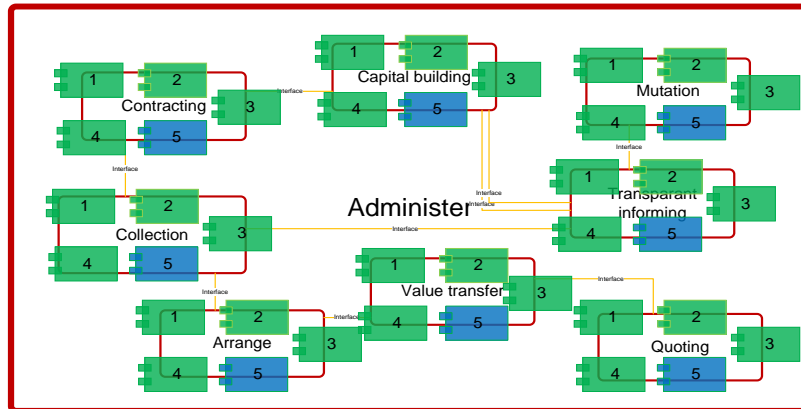 1
2
Contracting
3
4
5
Interface
1
2
Capital building
3
4
5
1
2
Mutation
3
4
5
Interface
Interface
1
2
Collection
3
4
5
Administer
Interface
Interface
Interface
1
2
Transparant
informing
3
4
5
Interface
1
2
Arrange
3
4
5
Interface
1
2
Value transfer
3
4
5
Interface
1
2
Quoting
3
4
5